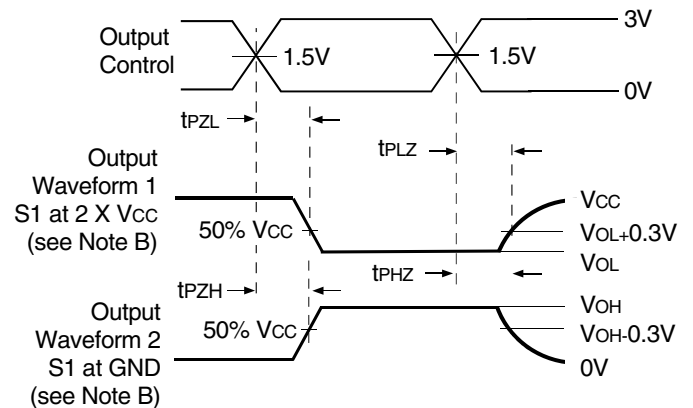 Output
Control
1.5V
1.5V
3V
0V
tPZL
tPLZ
Output
Waveform 1
S1 at 2 X VCC
(see Note B)
50% VCC
VCC
VOL+0.3V
VOL
tPZH
tPHZ
Output
Waveform 2
S1 at GND
(see Note B)
50% VCC
VOH
VOH-0.3V
0V